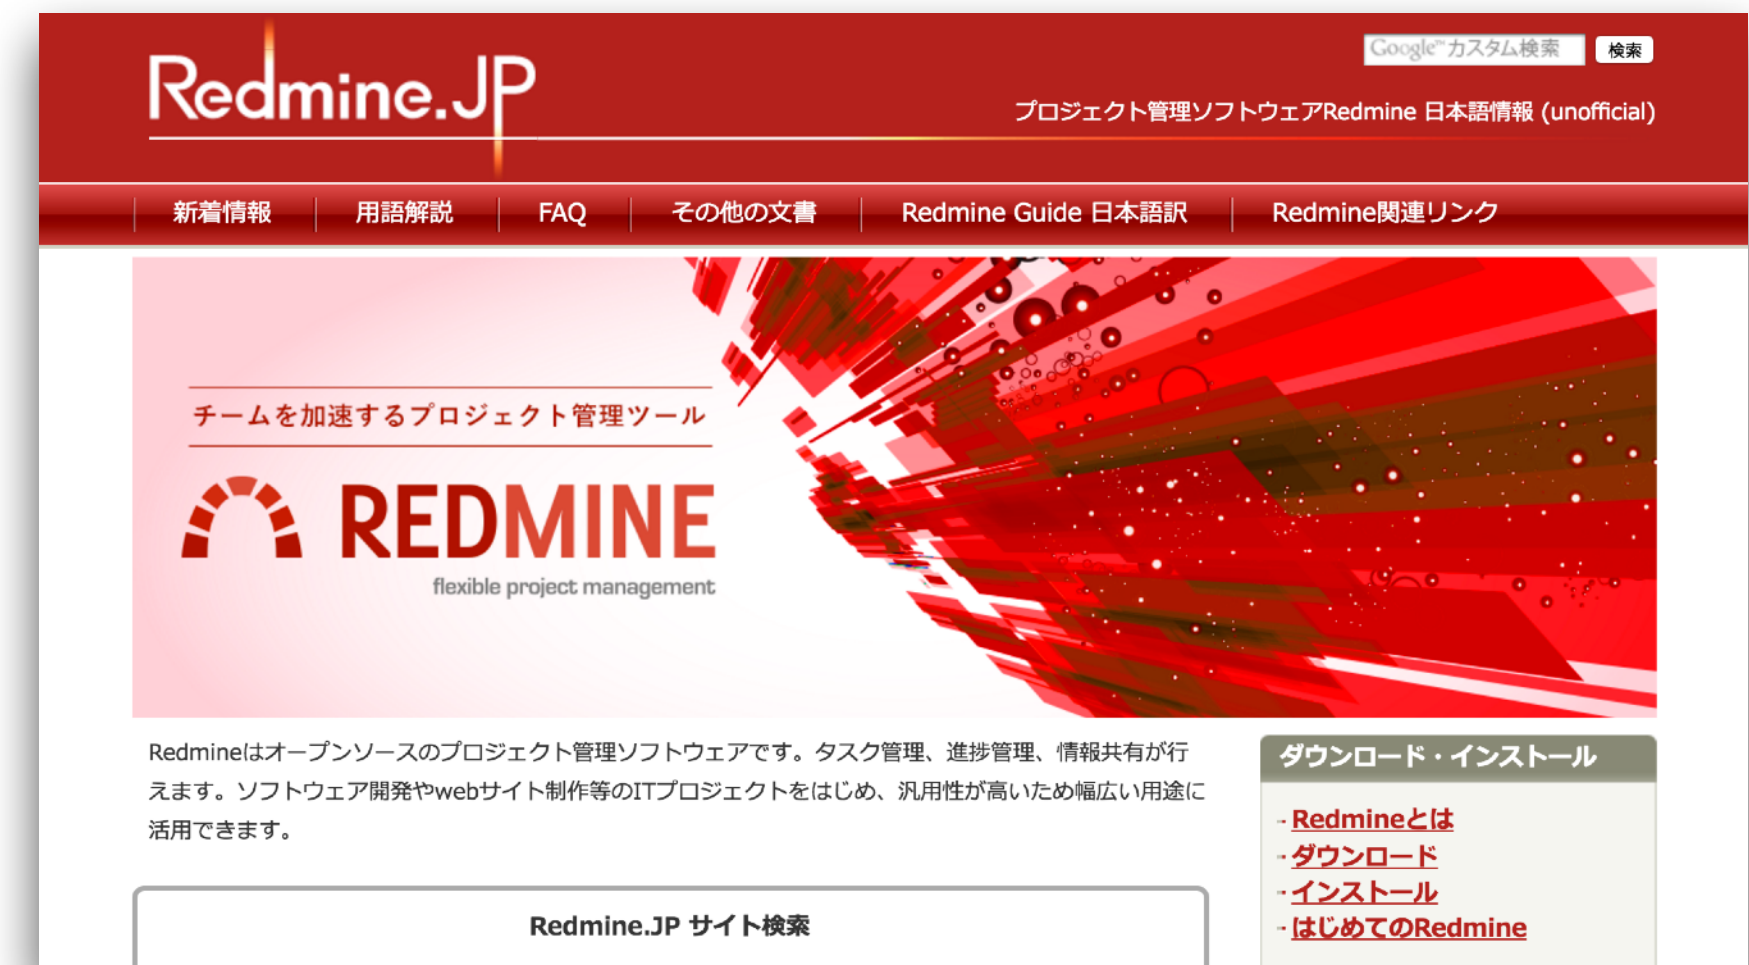 Redmine.JP
Google™カスタム検索
検索
プロジェクト管理ソフトウェアRedmine 日本語情報 (unofficial)
新着情報
用語解説
FAQ
その他の文書
Redmine Guide 日本語訳
Redmine関連リンク
チームを加速するプロジェクト管理ツール
REDMINE
flexible project management
Redmineはオープンソースのプロジェクト管理ソフトウェアです。タスク管理、進捗管理、情報共有が行
えます。ソフトウェア開発やwebサイト制作等のITプロジェクトをはじめ、汎用性が高いため幅広い用途に
活用できます。
Redmine.JP サイト検索
ダウンロード・インストール
Redmineとは
ダウンロード
インストール
はじめてのRedmine